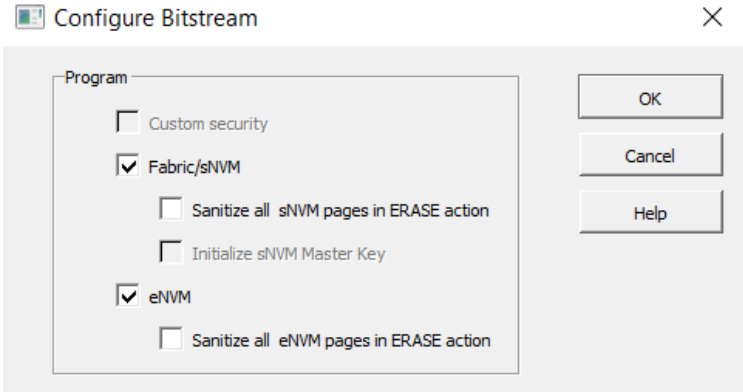 Configure Bitstream
Program
Custom security
Fabric/sNVM
Sanitize all sNVM pages in ERASE action
Initialize sNVM Master Key
eNVM
Sanitize all eNVM pages in ERASE action
OK
Cancel
Help